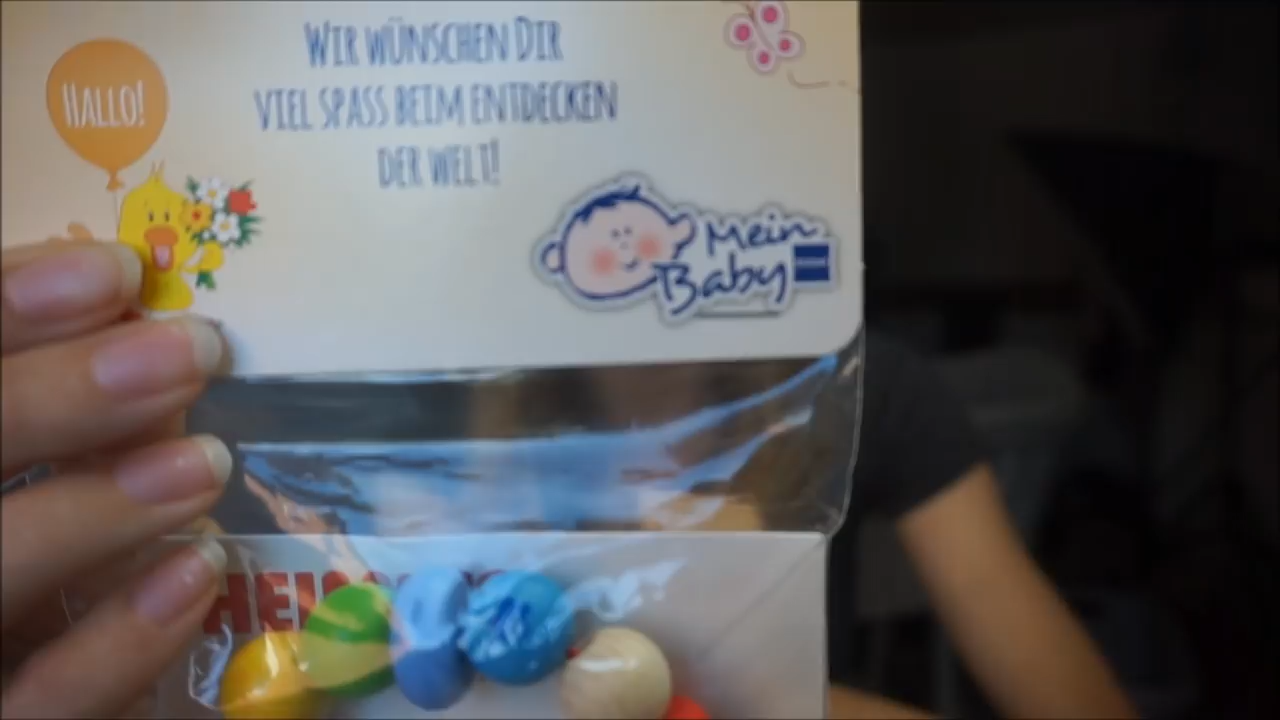 HALLO!
WIR WÜNSCHEN DIR
VIEL SPASS BEIM ENTDECKEN
DER WELT!
Mein
Baby